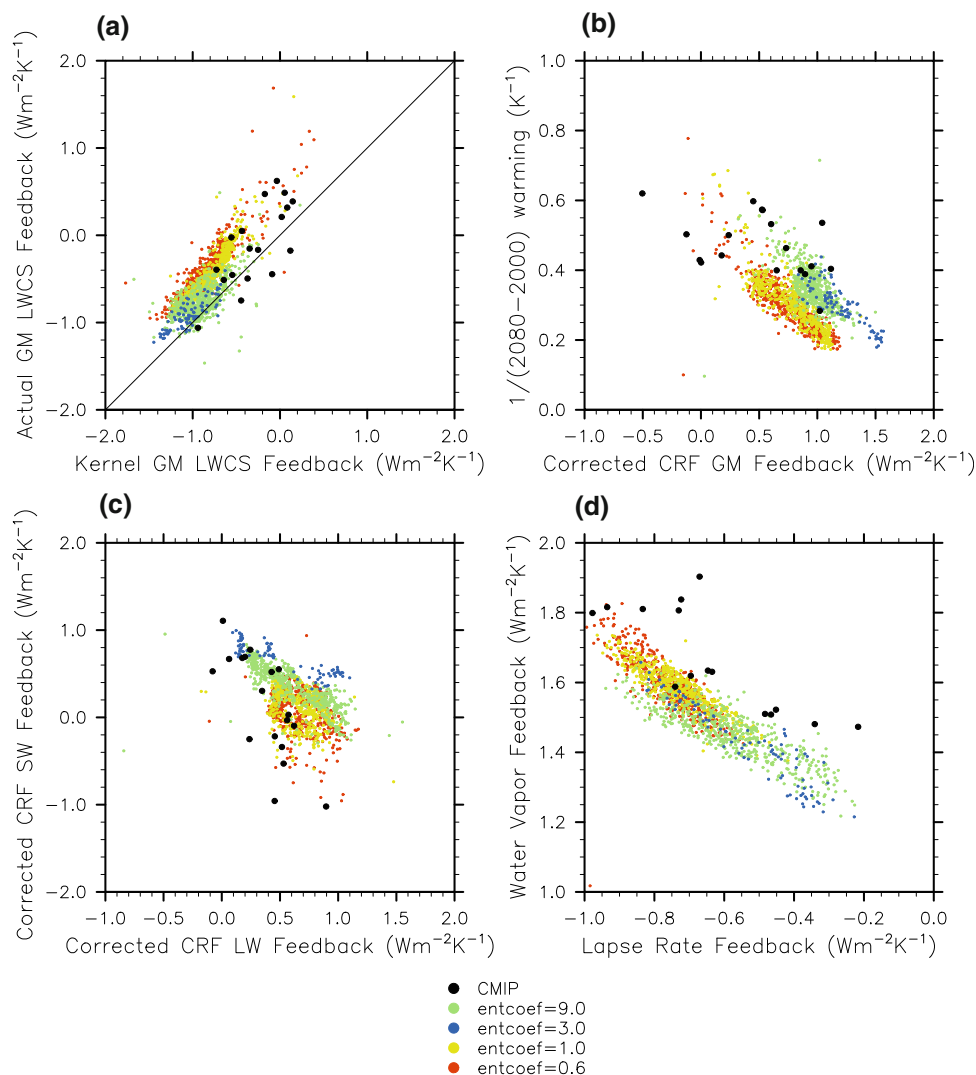 (a)
Actual GM LWCS Feedback (Wm−2K−1)
2.0
1.0
0.0
−1.0
−2.0
−2.0 −1.0 0.0 1.0 2.0
Kernel GM LWCS Feedback (Wm−2K−1)
(b)
1/(2080−2000) warming (K−1)
1.0
0.8
0.6
0.4
0.2
0.0
−1.0 −0.5 0.0 0.5 1.0 1.5 2.0
Corrected CRF GM Feedback (Wm−2K−1)
(c)
Corrected CRF SW Feedback (Wm−2K−1)
2.0
1.0
0.0
−1.0
−2.0
−1.0 −0.5 0.0 0.5 1.0 1.5 2.0
Corrected CRF LW Feedback (Wm−2K−1)
(d)
Water Vapor Feedback (Wm−2K−1)
2.0
1.8
1.6
1.4
1.2
1.0
−1.0 −0.8 −0.6 −0.4 −0.2 0.0
Lapse Rate Feedback (Wm−2K−1)
CMIP
entcoef=9.0
entcoef=3.0
entcoef=1.0
entcoef=0.6